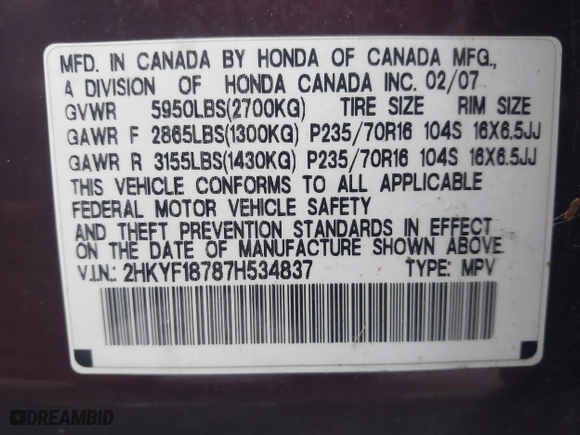 MFD. IN CANADA BY HONDA OF CANADA MFG.,
A DIVISION OF HONDA CANADA INC. 02/07
GVWR 5950LBS(2700KG) TIRE SIZE RIM SIZE
GAWR F 2865LBS(1300KG) P235/70R16 104S 16X6.5JJ
GAWR R 3155LBS(1430KG) P235/70R16 104S 16X6.5JJ
THIS VEHICLE CONFORMS TO ALL APPLICABLE
FEDERAL MOTOR VEHICLE SAFETY
AND THEFT PREVENTION STANDARDS IN EFFECT
ON THE DATE OF MANUFACTURE SHOWN ABOVE.
V.I.N.: 2HKYF18787H534837 TYPE: MPV
DREAMBID